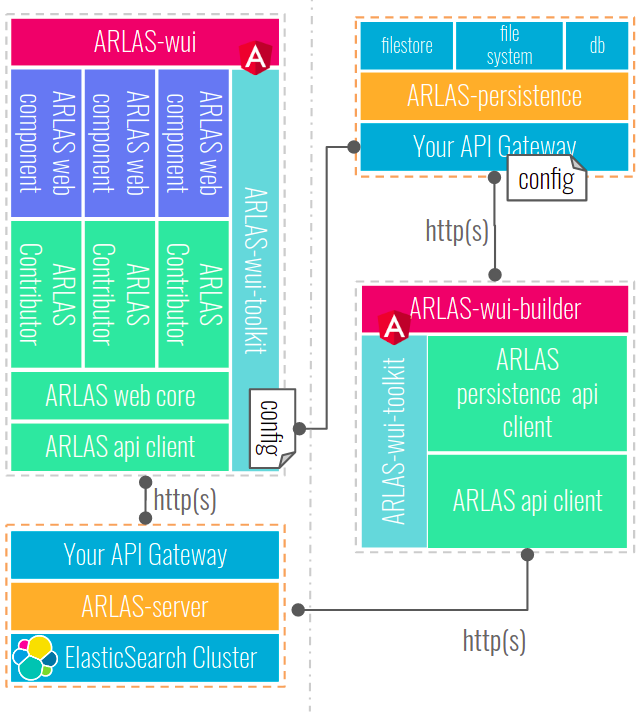 ARLAS-wui
ARLAS web
component
ARLAS web
component
ARLAS web
component
ARLAS
Contributor
ARLAS
Contributor
ARLAS
Contributor
ARLAS-wui-toolkit
ARLAS web core
ARLAS api client
config
http(s)
Your API Gateway
ARLAS-server
ElasticSearch Cluster
filestore
file
system
db
ARLAS-persistence
Your API Gateway
config
http(s)
ARLAS-wui-builder
ARLAS-wui-toolkit
ARLAS
persistence api
client
ARLAS api client
http(s)